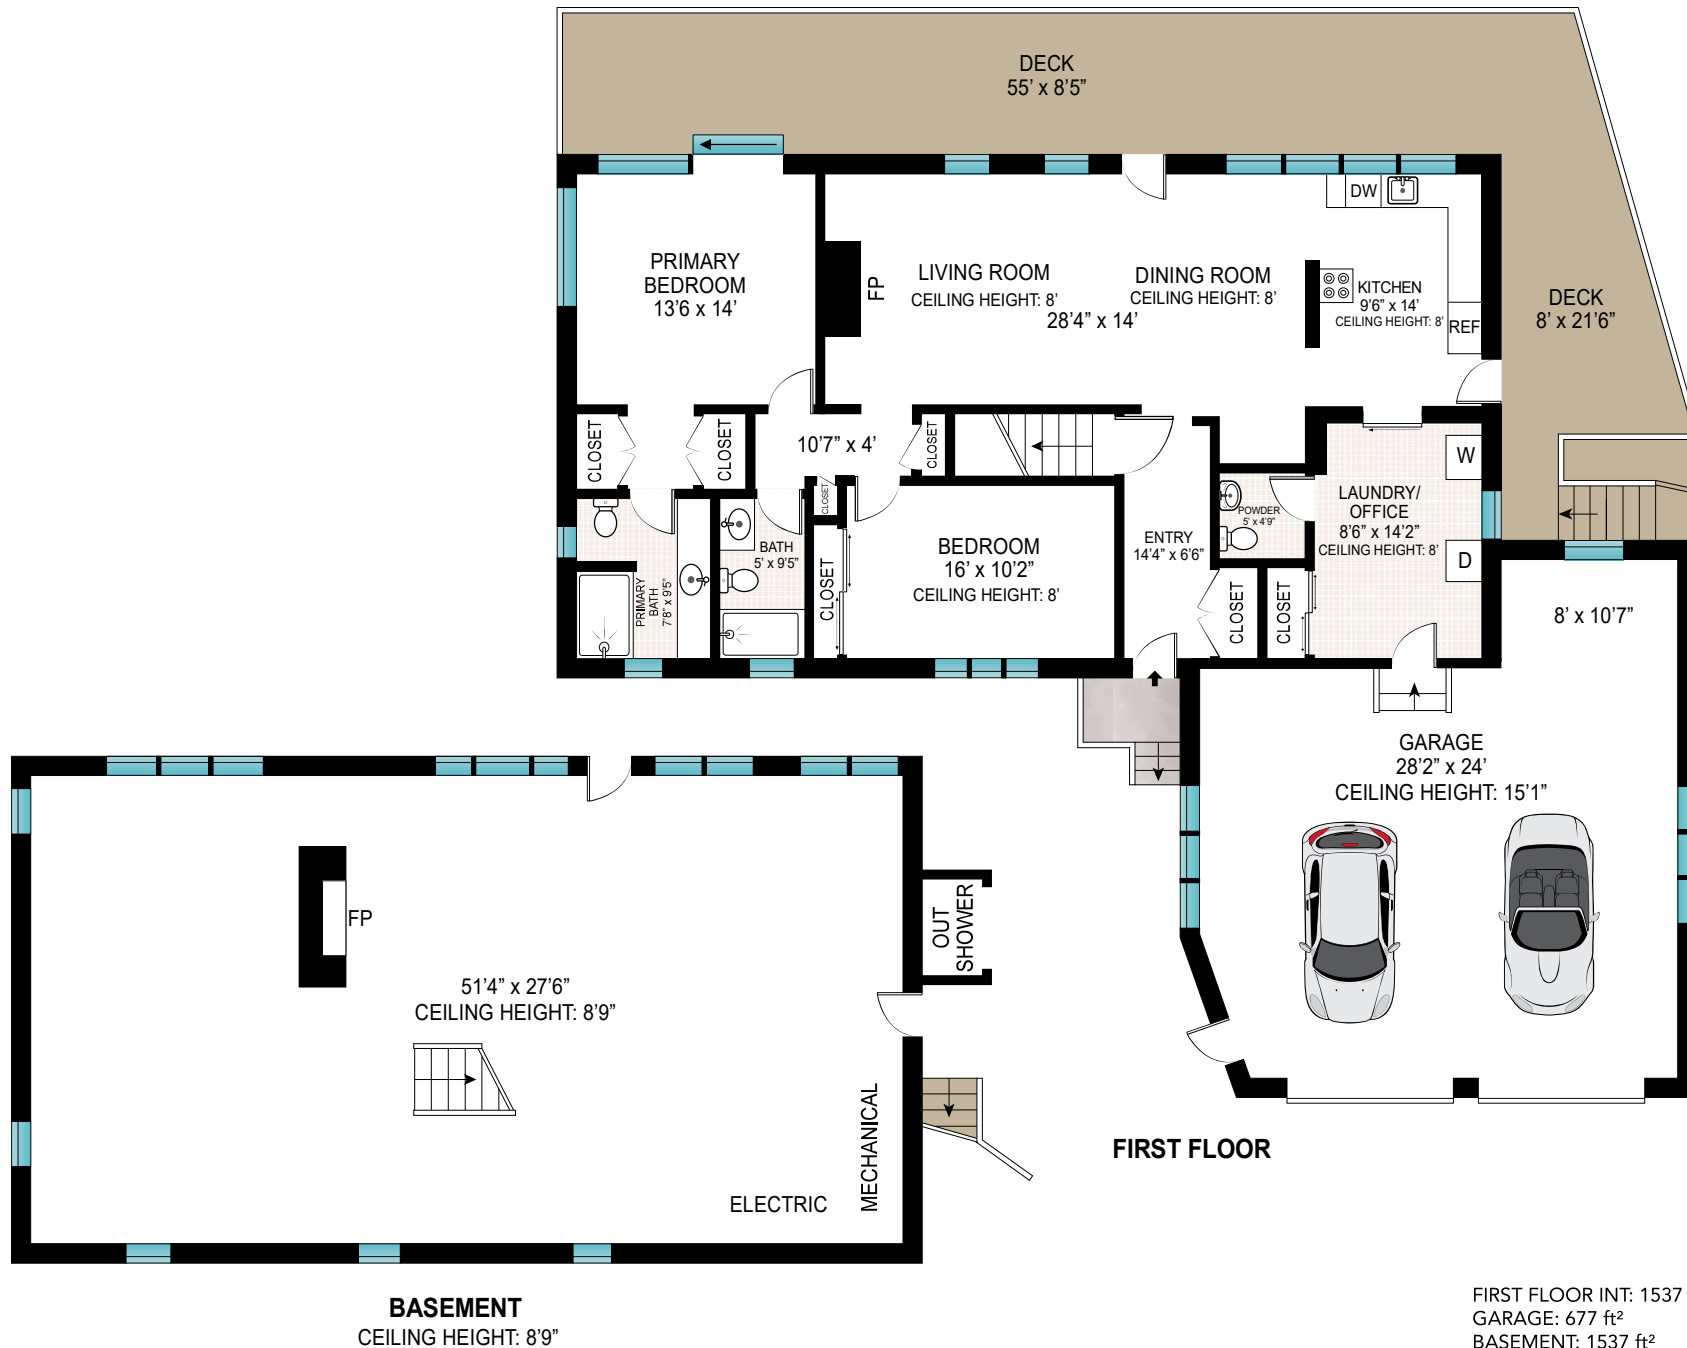 DECK
55’ x 8’5”
PRIMARY
BEDROOM
13’6 x 14’
FP
LIVING ROOM
CEILING HEIGHT: 8’
DINING ROOM
CEILING HEIGHT: 8’
28’4” x 14’
DW
KITCHEN
9’6” x 14’
CEILING HEIGHT: 8’
REF
DECK
8’ x 21’6”
CLOSET
CLOSET
10’7” x 4’
CLOSET
CLOSET
W
LAUNDRY/
OFFICE
8’6” x 14’2”
CEILING HEIGHT: 8’
D
POWDER
5’ x 4’9”
ENTRY
14’4” x 6’6”
BATH
5’ x 9’5”
PRIMARY
BATH
7’8” x 9’5”
CLOSET
BEDROOM
16’ x 10’2”
CEILING HEIGHT: 8’
CLOSET
CLOSET
8’ x 10’7”
GARAGE
28’2” x 24’
CEILING HEIGHT: 15’1”
FP
51’4” x 27’6”
CEILING HEIGHT: 8’9”
OUT
SHOWER
MECHANICAL
ELECTRIC
FIRST FLOOR
BASEMENT
CEILING HEIGHT: 8’9”
FIRST FLOOR INT: 1537
GARAGE: 677 ft²
BASEMENT: 1537 ft²